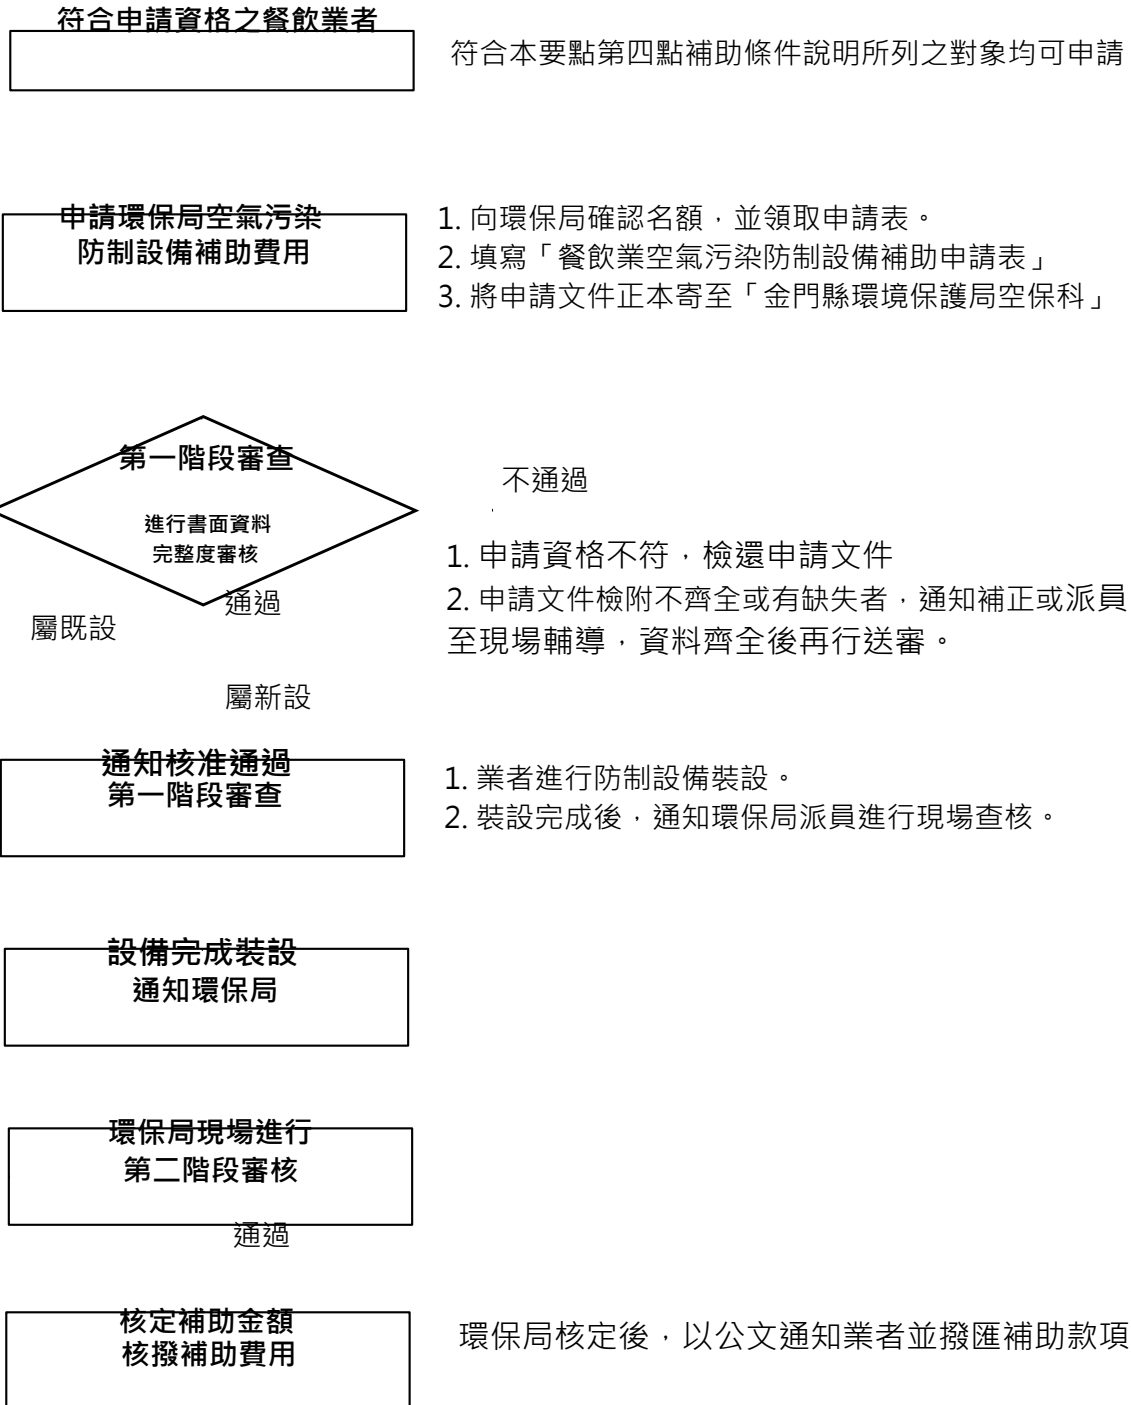 符合申請資格之餐飲業者
符合本要點第四點補助條件說明所列之對象均可申請
申請環保局空氣污染
防制設備補助費用
1. 向環保局確認名額，並領取申請表。
2. 填寫「餐飲業空氣污染防制設備補助申請表」
3. 將申請文件正本寄至「金門縣環境保護局空保科」
第一階段審查
進行書面資料
完整度審核
不通過
1. 申請資格不符，檢還申請文件
2. 申請文件檢附不齊全或有缺失者，通知補正或派員
至現場輔導，資料齊全後再行送審。
通過
屬既設
屬新設
通知核准通過
第一階段審查
1. 業者進行防制設備裝設。
2. 裝設完成後，通知環保局派員進行現場查核。
設備完成裝設
通知環保局
環保局現場進行
第二階段審核
通過
核定補助金額
核撥補助費用
環保局核定後，以公文通知業者並撥匯補助款項